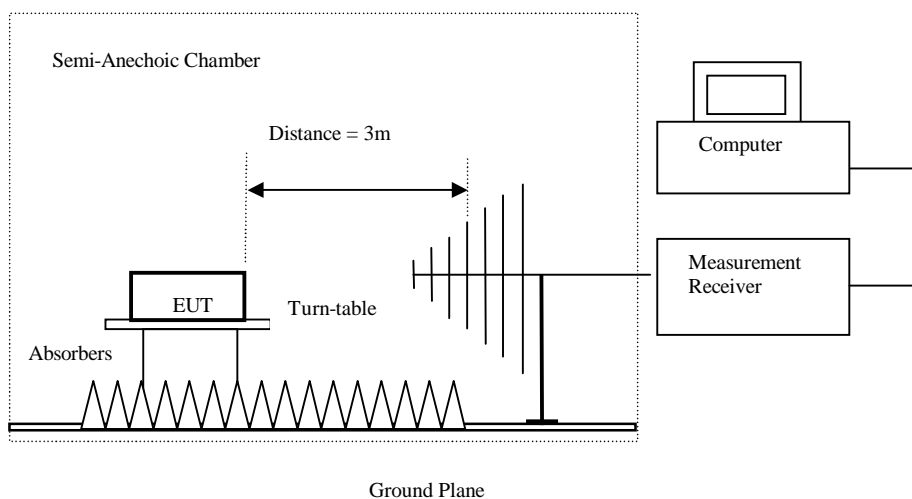 Semi-Anechoic Chamber
Distance = 3m
Computer
Measurement
Receiver
EUT
Turn-table
Absorbers
Ground Plane